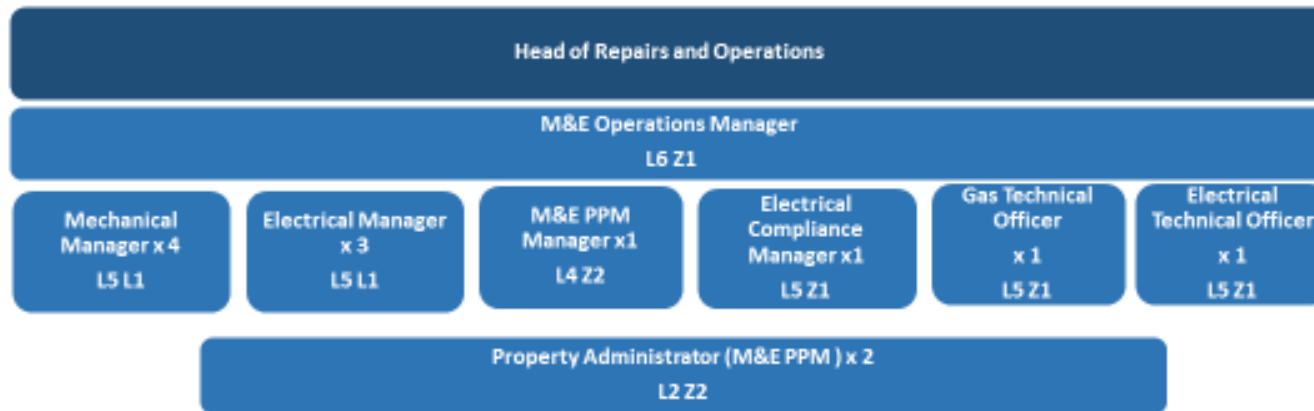 Head of Repairs and Operations
M&E Operations Manager
L6 Z1
Mechanical
Manager x 4
L5 L1
Electrical Manager
x 3
L5 L1
M&E PPM
Manager x1
L4 Z2
Electrical
Compliance
Manager x1
L5 Z1
Gas Technical
Officer
x 1
L5 Z1
Electrical
Technical Officer
x 1
L5 Z1
Property Administrator (M&E PPM ) x 2
L2 Z2